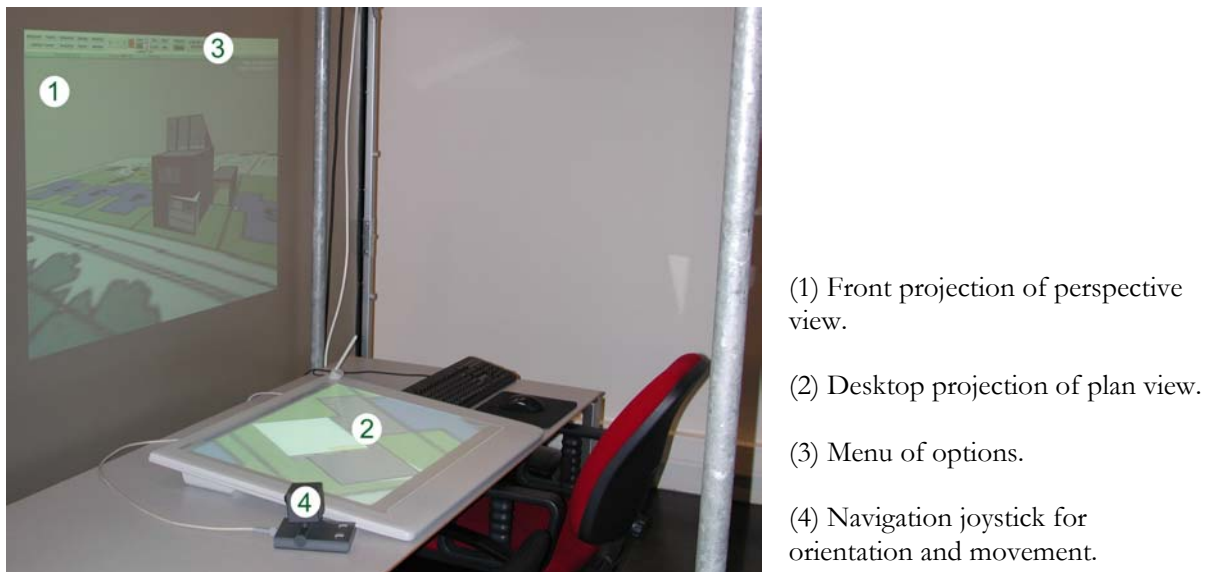 3
1
2
4
(1) Front projection of perspective
view.
(2) Desktop projection of plan view.
(3) Menu of options.
(4) Navigation joystick for
orientation and movement.